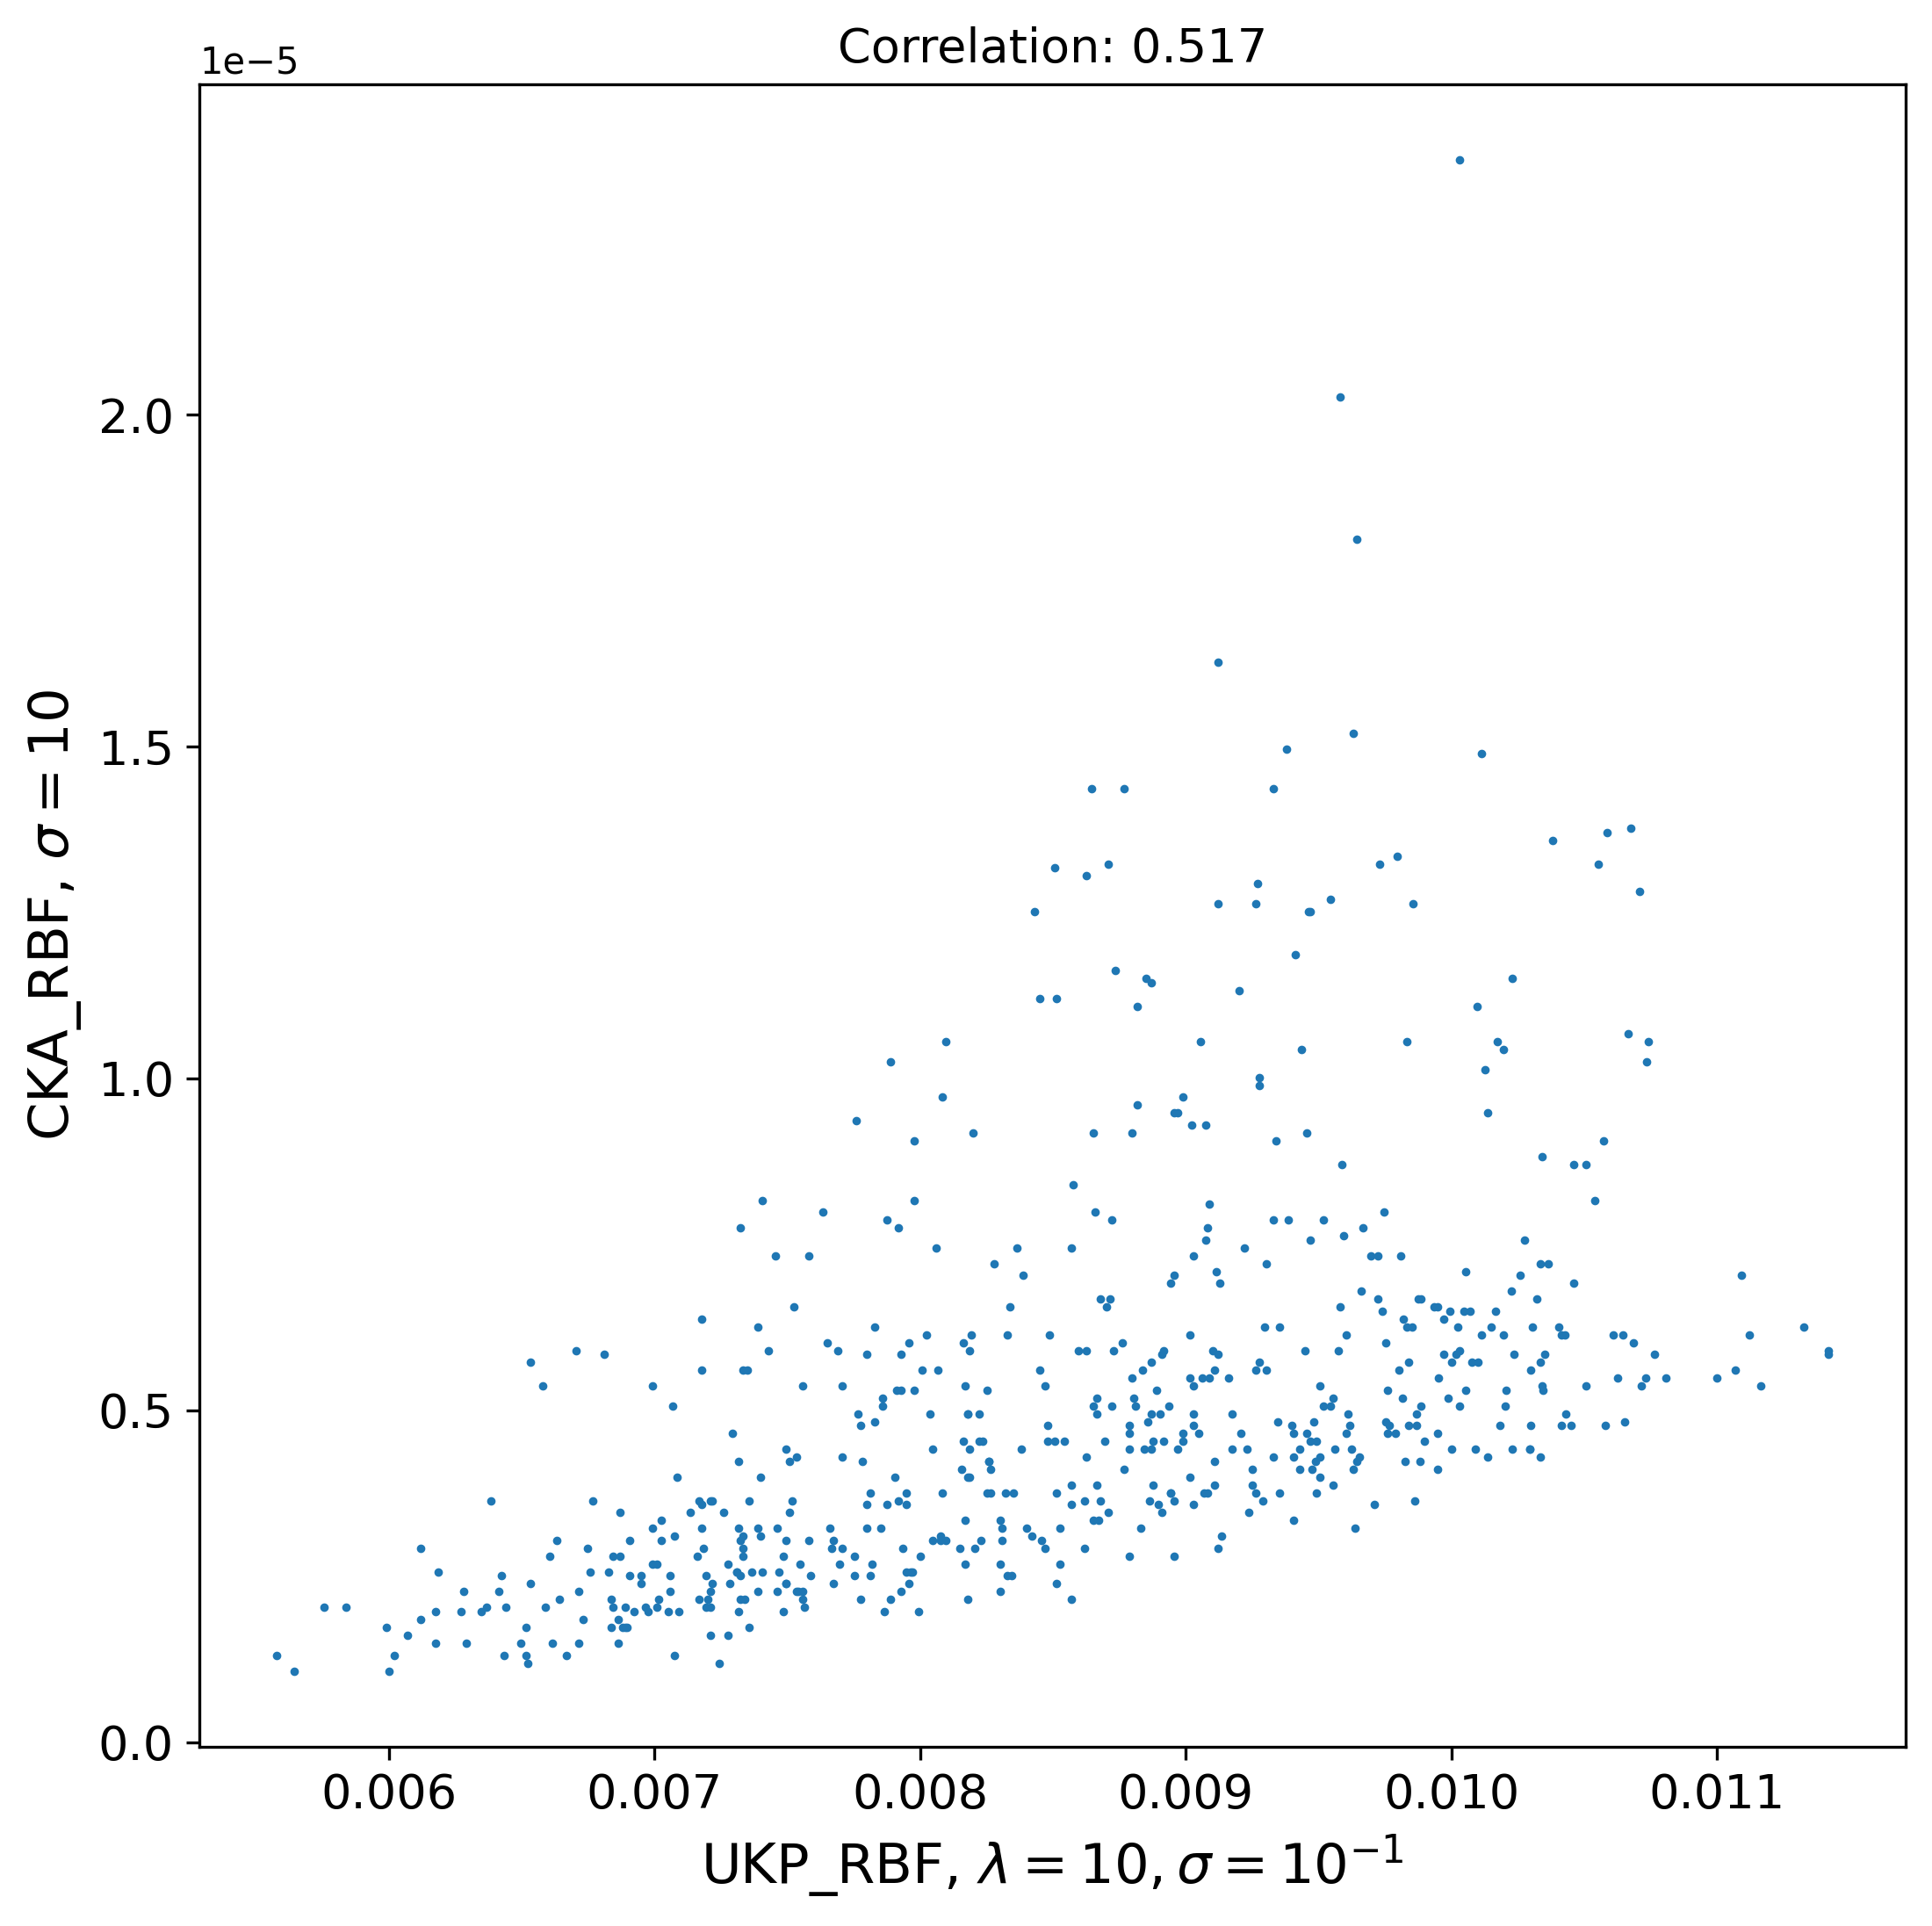 Correlation: 0.517
1e−5
2.0
1.5
1.0
0.5
0.0
CKA_RBF, σ = 10
0.006 0.007 0.008 0.009 0.010 0.011
UKP_RBF, λ = 10, σ = 10⁻¹